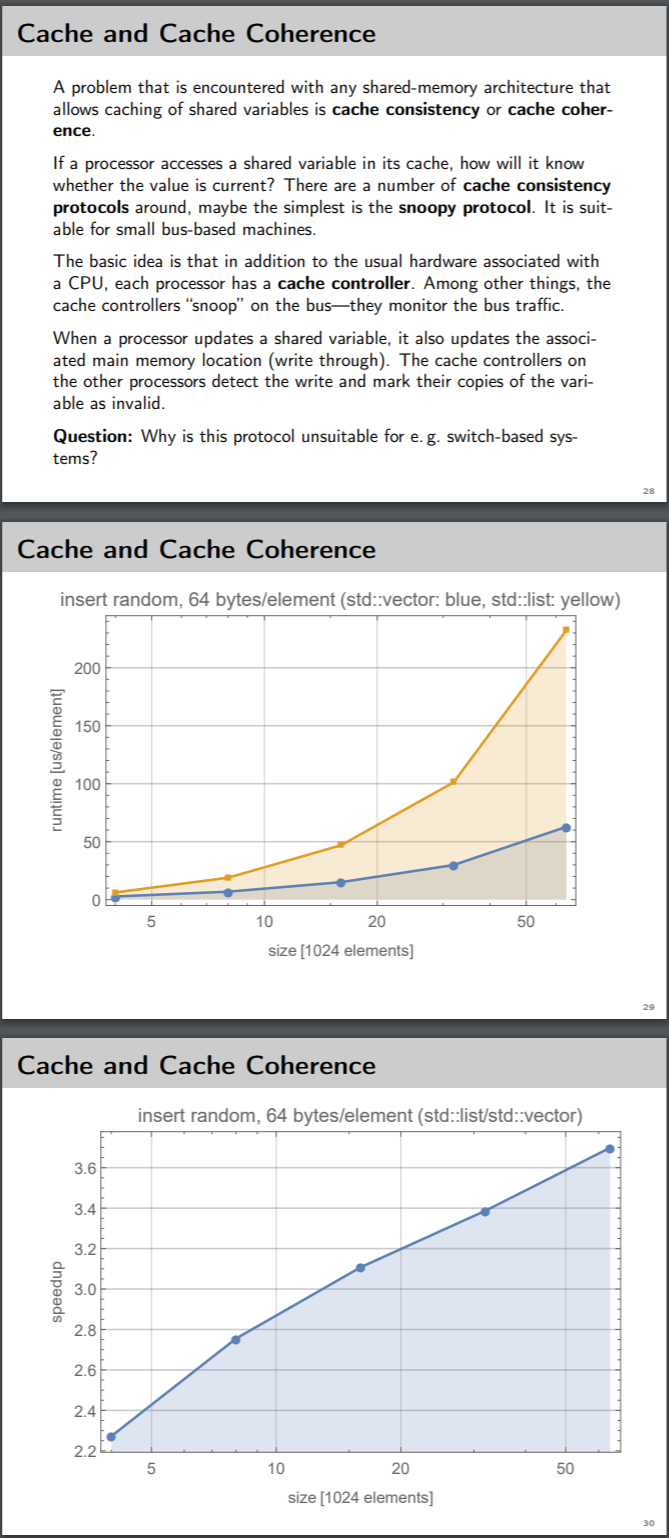 Cache and Cache Coherence
A problem that is encountered with any shared-memory architecture that
allows caching of shared variables is cache consistency or cache coher-
ence.
If a processor accesses a shared variable in its cache, how will it know
whether the value is current? There are a number of cache consistency
protocols around, maybe the simplest is the snoopy protocol. It is suit-
able for small bus-based machines.
The basic idea is that in addition to the usual hardware associated with
a CPU, each processor has a cache controller. Among other things, the
cache controllers “snoop” on the bus—they monitor the bus traffic.
When a processor updates a shared variable, it also updates the associ-
ated main memory location (write through). The cache controllers on
the other processors detect the write and mark their copies of the vari-
able as invalid.
Question: Why is this protocol unsuitable for e. g. switch-based sys-
tems?
28
Cache and Cache Coherence
insert random, 64 bytes/element (std::vector: blue, std::list: yellow)
200
150
100
50
0
runtime [us/element]
5 10 20 50
size [1024 elements]
29
Cache and Cache Coherence
insert random, 64 bytes/element (std::list/std::vector)
3.6
3.4
3.2
3.0
2.8
2.6
2.4
2.2
speedup
5 10 20 50
size [1024 elements]
30